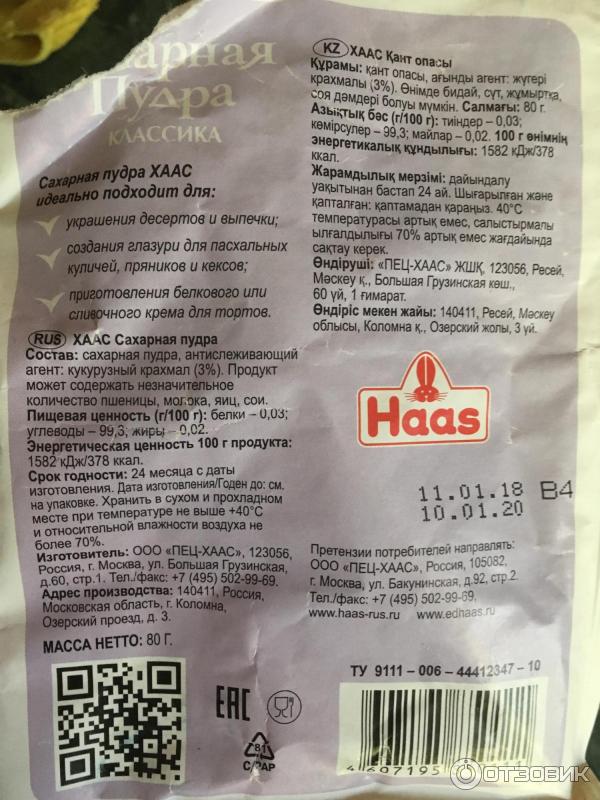 Пудра
КЛАССИКА
Сахарная пудра ХААС
идеально подходит для:
украшения десертов и выпечки;
создания глазури для пасхальных
куличей, пряников и кексов;
приготовления белкового или
сливочного крема для тортов.
RUS ХААС Сахарная пудра
Состав: сахарная пудра, антислеживающий
агент: кукурузный крахмал (3%). Продукт
может содержать незначительное
количество пшеницы, молока, яиц, сои.
Пищевая ценность (г/100 г): белки – 0,03;
углеводы – 99,3; жиры – 0,02.
Энергетическая ценность 100 г продукта:
1582 кДж/378 ккал.
Срок годности: 24 месяца с даты
изготовления. Дата изготовления/Годен до: см.
на упаковке. Хранить в сухом и прохладном
месте при температуре не выше +40°С
и относительной влажности воздуха не
более 70%.
Изготовитель: ООО «ПЕЦ-ХААС», 123056,
Россия, г. Москва, ул. Большая Грузинская,
д.60, стр.1. Тел./факс: +7 (495) 502-99-69.
Адрес производства: 140411, Россия,
Московская область, г. Коломна,
Озерский проезд, д. 3.
МАССА НЕТТО: 80 Г.
EAC
81
C/PAP
KZ ХААС Қант опасы
Құрамы: қант опасы, ағынды агент: жүгері
крахмалы (3%). Өнімде бидай, сүт, жұмыртқа,
соя дәмдері болуы мүмкін. Салмағы: 80 г.
Азықтық бәс (г/100 г): тиіндер – 0,03;
көмірсулер – 99,3; майлар – 0,02. 100 г өнімнің
энергетикалық құндылығы: 1582 кДж/378
ккал.
Жарамдылық мерзімі: дайындалу
уақытынан бастап 24 ай. Шығарылған және
қапталған: қаптамадан қараңыз. 40°С
температурасы артық емес, салыстырмалы
ылғалдылығы 70% артық емес жағдайында
сақтау керек.
Өндіруші: «ПЕЦ-ХААС» ЖШҚ, 123056, Ресей,
Мәскеу қ., Большая Грузинская көш.,
60 үй, 1 ғимарат.
Өндіріс мекен жайы: 140411, Ресей, Мәскеу
облысы, Коломна қ., Озерский жолы, 3 үй.
Haas
11.01.18 B4
10.01.20
Претензии потребителей направлять:
ООО «ПЕЦ-ХААС», Россия, 105082,
г. Москва, ул. Бакунинская, д.92, стр.2.
Тел./Факс: +7 (495) 502-99-69,
www.haas-rus.ru www.edhaas.ru
ТУ 9111–006–44412347–10
4 607195
ОТЗОВИК